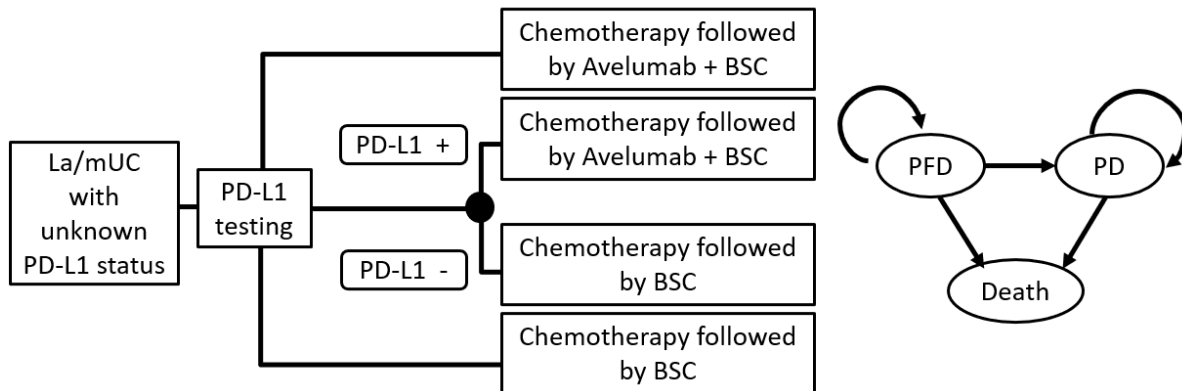 La/mUC
with
unknown
PD-L1 status
PD-L1
testing
Chemotherapy followed
by Avelumab + BSC
PD-L1 +
Chemotherapy followed
by Avelumab + BSC
PD-L1 -
Chemotherapy followed
by BSC
Chemotherapy followed
by BSC
PFD
PD
Death